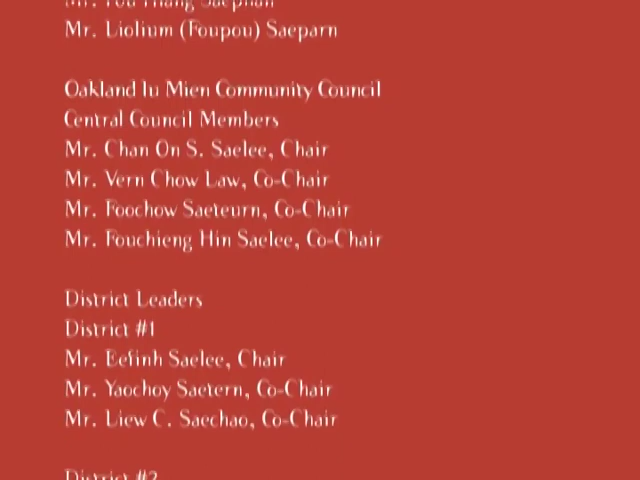 Mr. Liolium (Foupou) Saeparn
Oakland Iu Mien Community Council
Central Council Members
Mr. Chan On S. Saelee, Chair
Mr. Vern Chow Law, Co-Chair
Mr. Foochow Saeteurn, Co-Chair
Mr. Fouchieng Hin Saelee, Co-Chair
District Leaders
District #1
Mr. Eefinh Saelee, Chair
Mr. Yaochoy Saetern, Co-Chair
Mr. Liew C. Saechao, Co-Chair
District #2